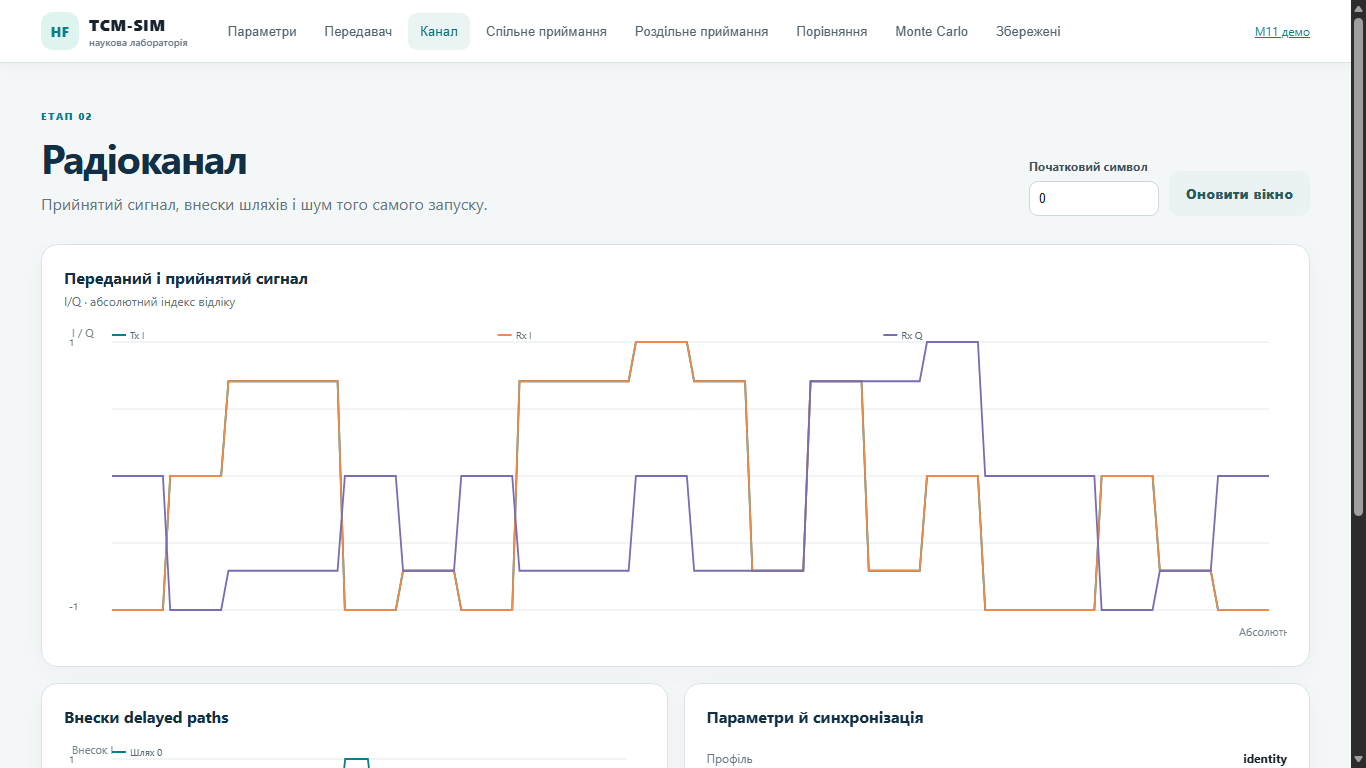 HF
TCM-SIM
наукова лабораторія
Параметри
Передавач
Канал
Спільне приймання
Роздільне приймання
Порівняння
Monte Carlo
Збережені
M11 демо
ЕТАП 02
Радіоканал
Прийнятий сигнал, внески шляхів і шум того самого запуску.
Початковий символ
0
Оновити вікно
Переданий і прийнятий сигнал
I/Q · абсолютний індекс відліку
I / Q
Tx I
Rx I
Rx Q
1
-1
Абсолютн
Внески delayed paths
Внесок I
Шлях 0
1
Параметри й синхронізація
Профіль
identity